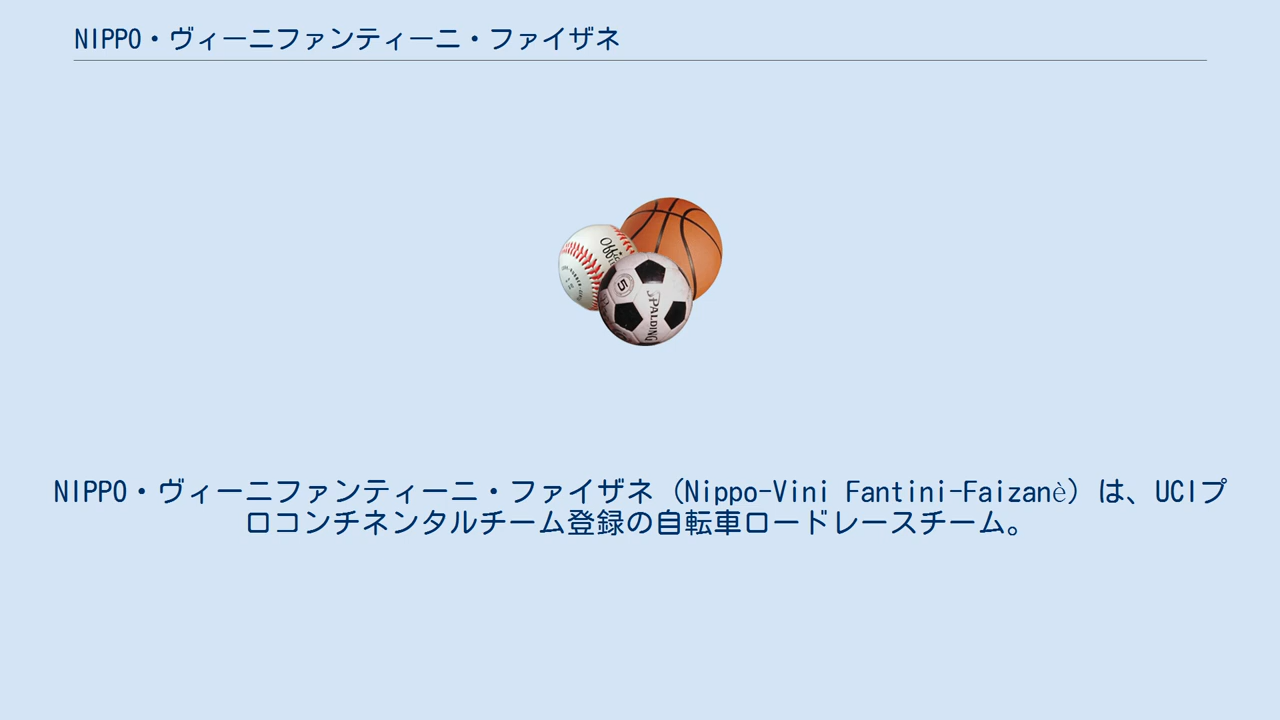 NIPPO・ヴィーニファンティーニ・ファイザネ
Offici
5
SPALDING
NIPPO・ヴィーニファンティーニ・ファイザネ（Nippo-Vini Fantini-Faizanè）は、UCIプ
ロコンチネンタルチーム登録の自転車ロードレースチーム。